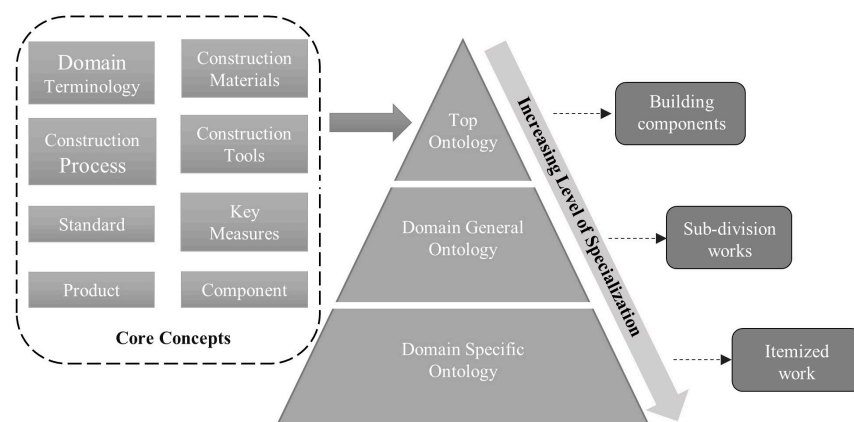 Domain
Terminology
Construction
Materials
Construction
Process
Construction
Tools
Standard
Key
Measures
Product
Component
Core Concepts
Top
Ontology
Domain General
Ontology
Domain Specific
Ontology
Increasing Level of Specialization
Building
components
Sub-division
works
Itemized
work